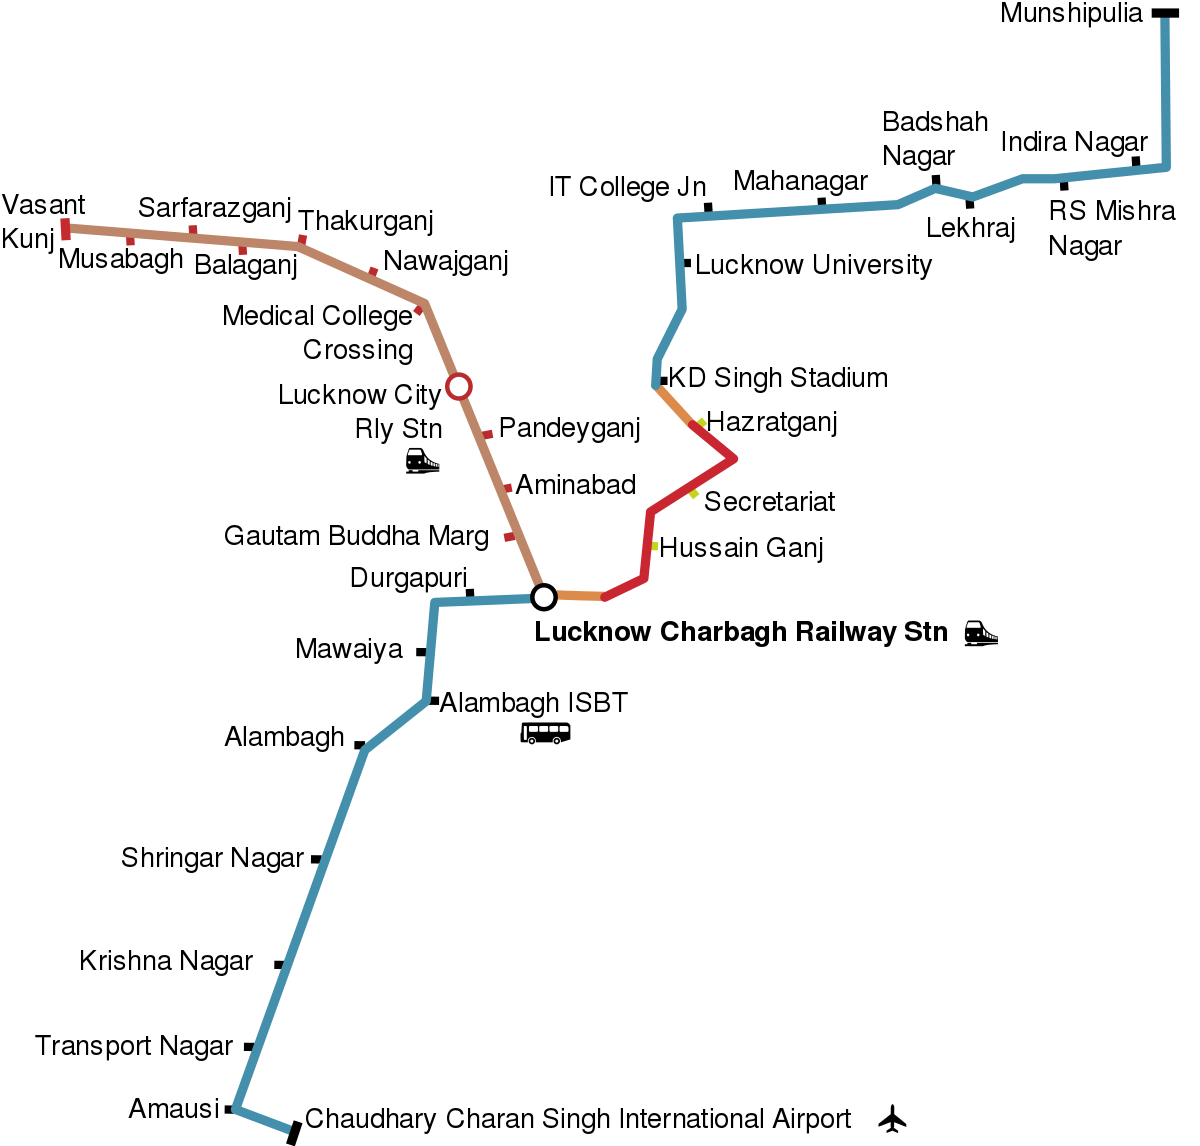 Munshipulia
Badshah
Nagar
Indira Nagar
IT College Jn
Mahanagar
Lekhraj
RS Mishra
Nagar
Vasant
Kunj
Sarfarazganj
Thakurganj
Musabagh
Balaganj
Nawajganj
Lucknow University
Medical College
Crossing
KD Singh Stadium
Lucknow City
Rly Stn
Hazratganj
Pandeyganj
Aminabad
Secretariat
Gautam Buddha Marg
Hussain Ganj
Durgapuri
Lucknow Charbagh Railway Stn
Mawaiya
Alambagh ISBT
Alambagh
Shringar Nagar
Krishna Nagar
Transport Nagar
Amausi
Chaudhary Charan Singh International Airport